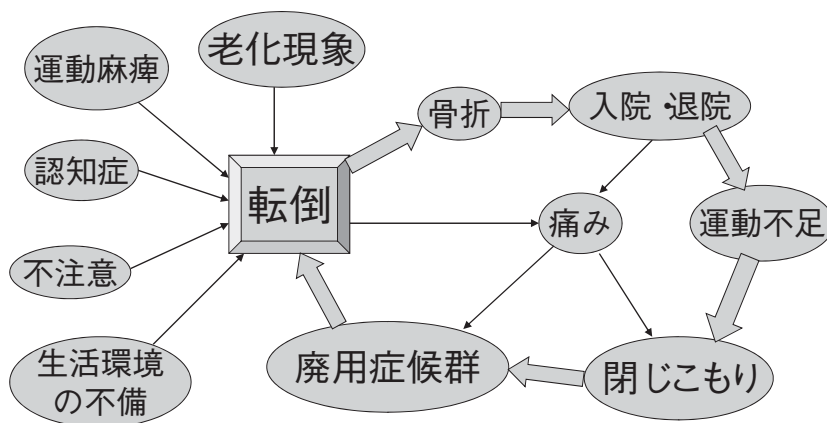 運動麻痺
老化現象
骨折
入院・退院
認知症
転倒
痛み
運動不足
不注意
生活環境
の不備
廃用症候群
閉じこもり